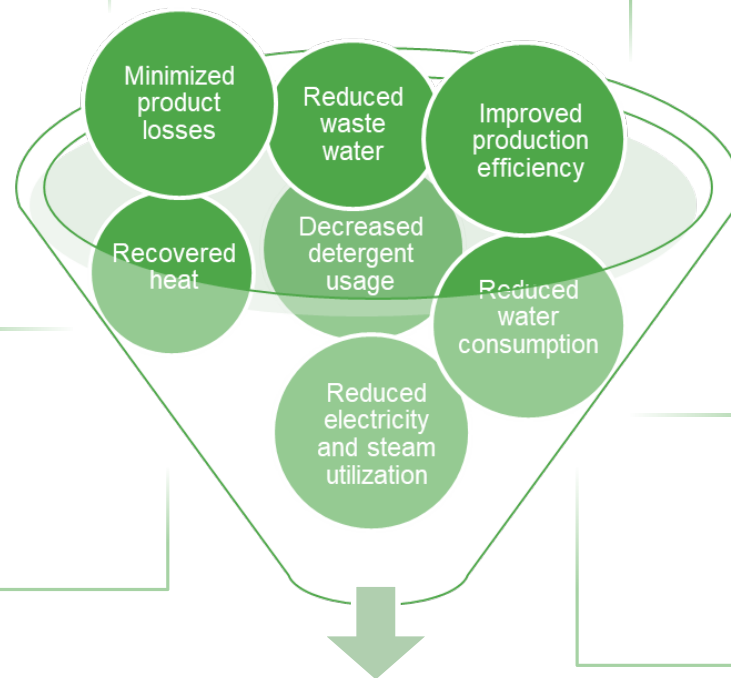 Minimized
product
losses
Reduced
waste
water
Improved
production
efficiency
Recovered
heat
Decreased
detergent
usage
Reduced
water
consumption
Reduced
electricity
and steam
utilization